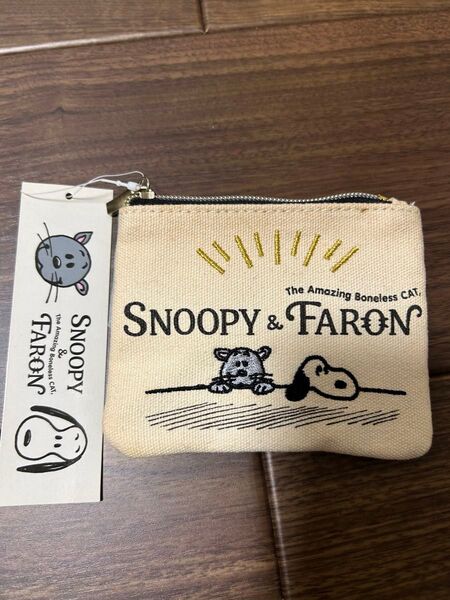 The Amazing Boneless CAT,
SNOOPY & FARON
SNOOPY
&
The Amazing Boneless CAT,
FARON